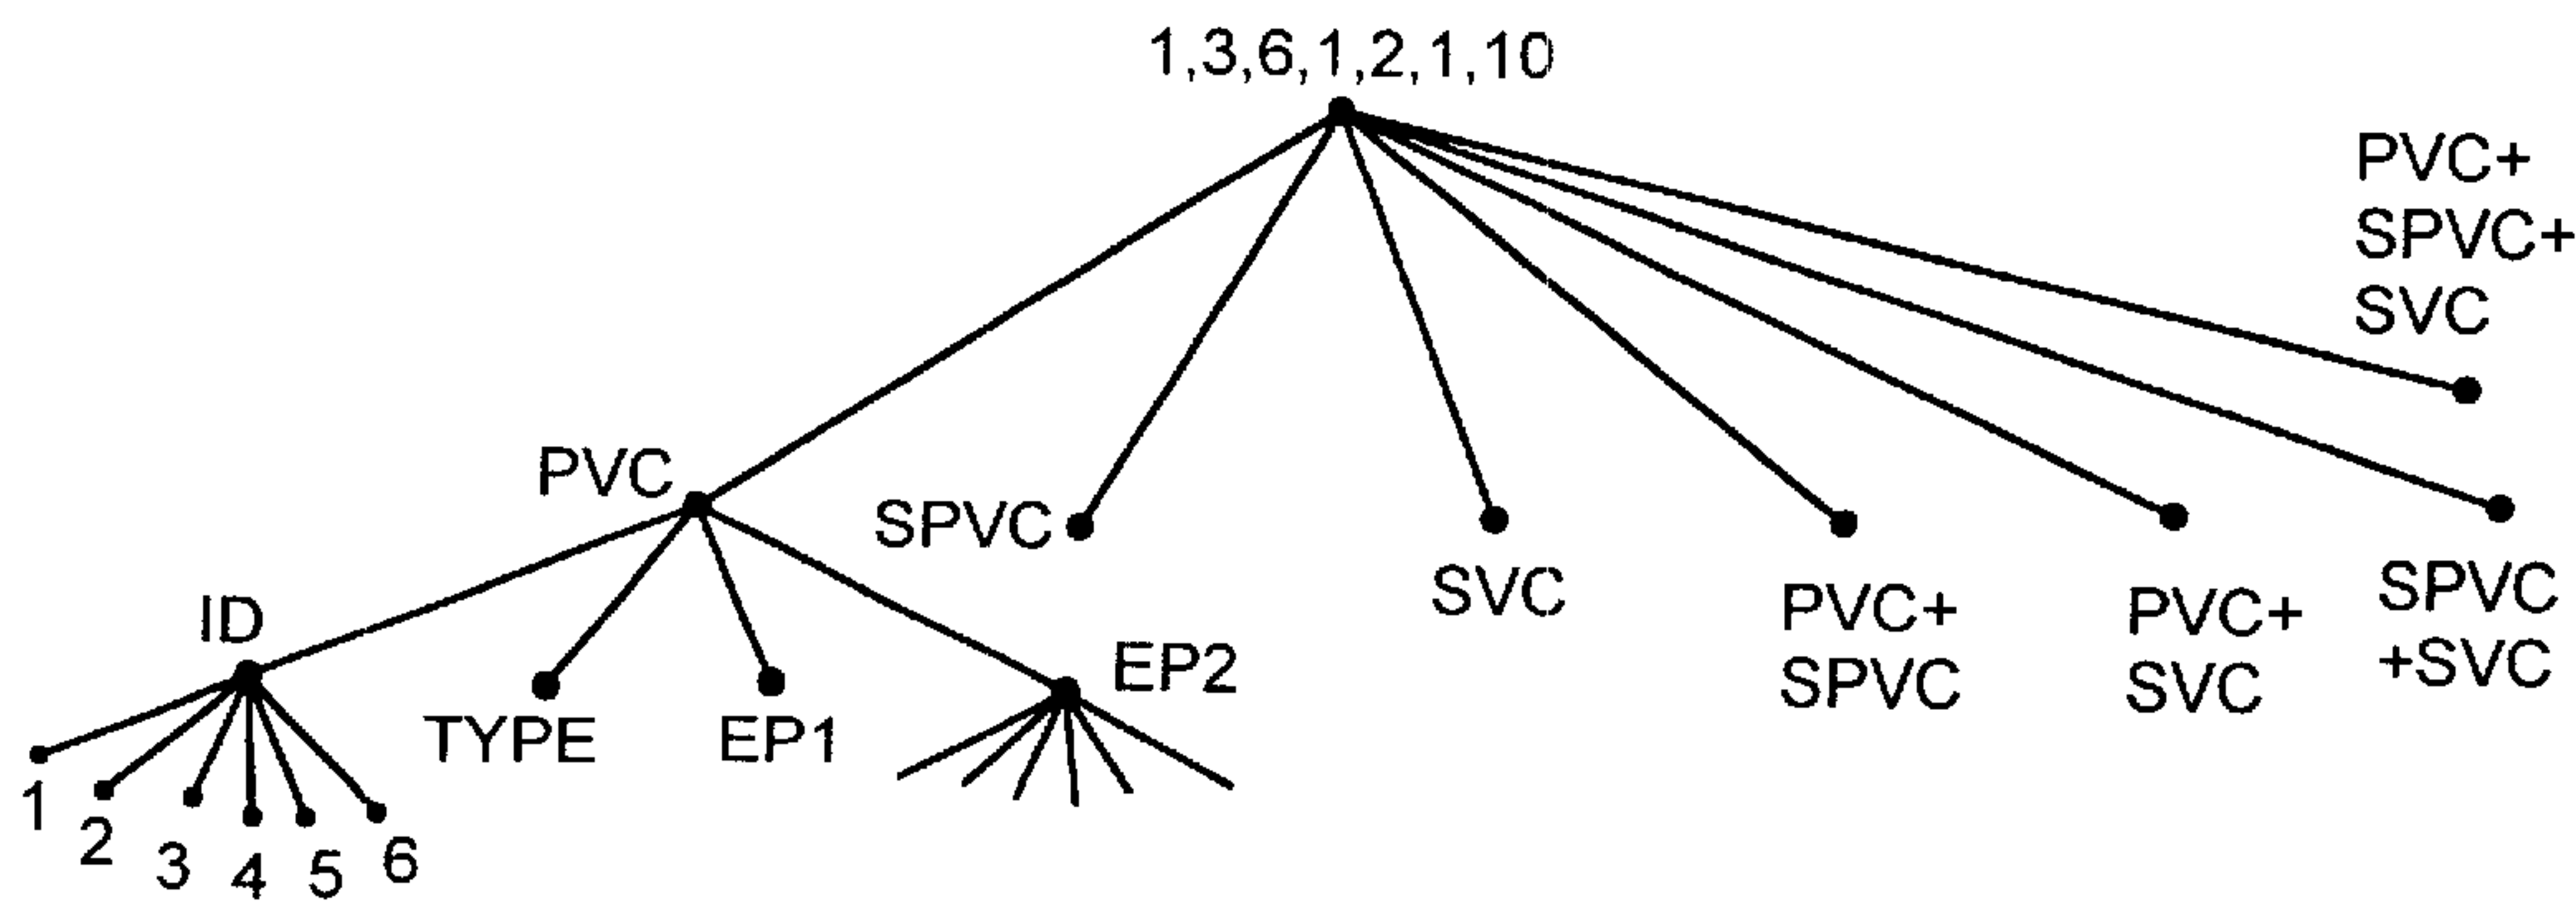 1,3,6,1,2,1,10
PVC+
SPVC+
SVC
PVC
SPVC
SVC
PVC+
SPVC
PVC+
SVC
SPVC
+SVC
ID
TYPE
EP1
EP2
1
2
3
4
5
6